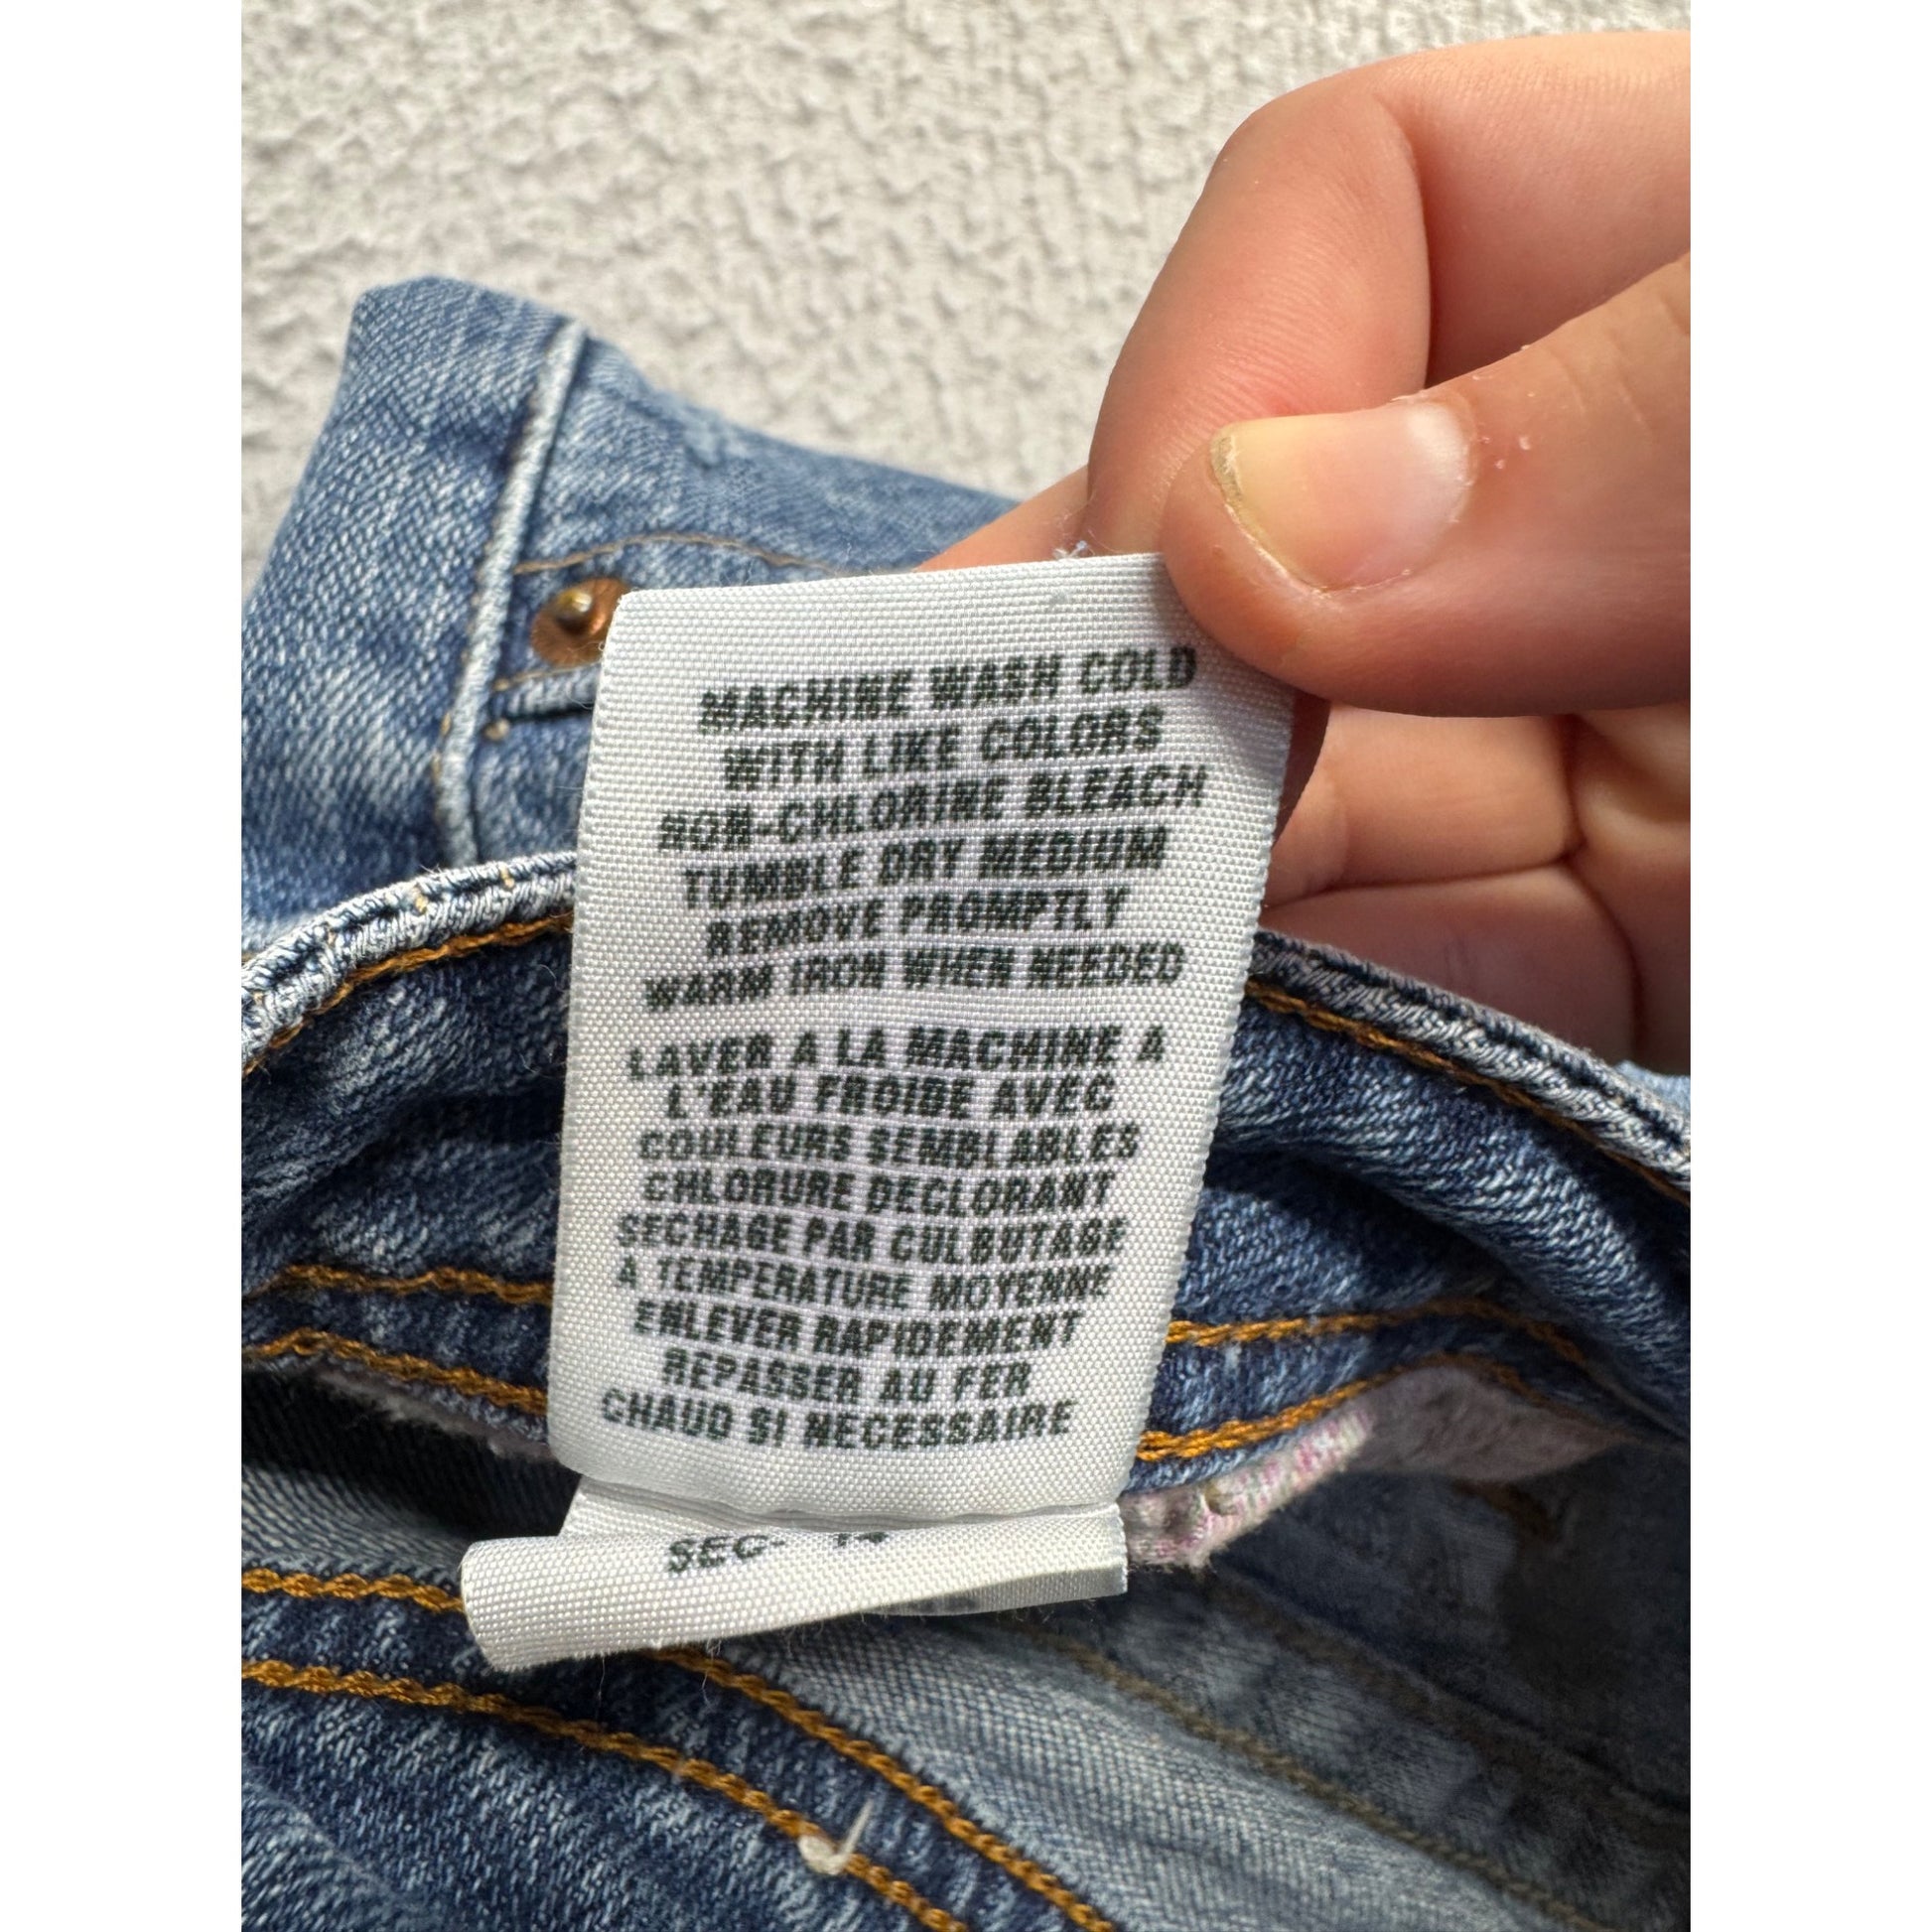 MACHINE WASH COLD
WITH LIKE COLORS
NON-CHLORINE BLEACH
TUMBLE DRY MEDIUM
REMOVE PROMPTLY
WARM IRON WHEN NEEDED
LAVER A LA MACHINE A
L'EAU FROIDE AVEC
COULEURS SEMBLABLES
CHLORURE DECLORANT
SECHAGE PAR CULBUTAGE
A TEMPERATURE MOYENNE
ENLEVER RAPIDEMENT
REPASSER AU FER
CHAUD SI NECESSAIRE
SEC-